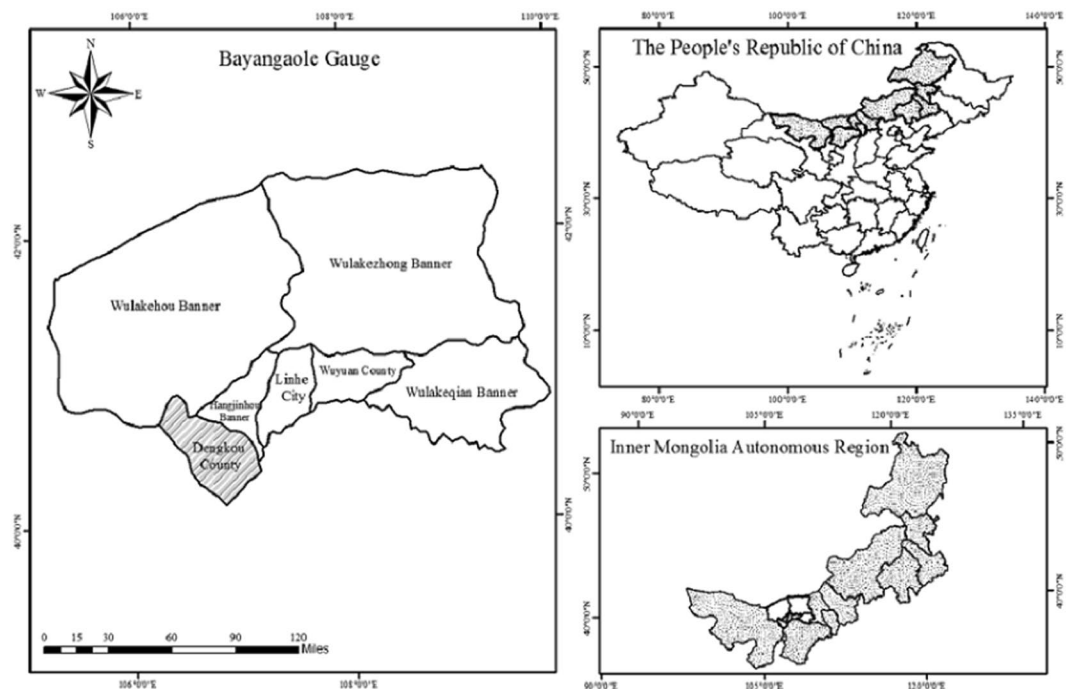 106°0'0"E 108°0'0"E 110°0'0"E
Bayangaole Gauge
N
W E
S
42°0'0"N
42°0'0"N
Wulakezhong Banner
Wulakehou Banner
Wuyuan County
Linhe
City
Wulakeqian Banner
Hangjinhou
Banner
Dengkou
County
40°0'0"N
40°0'0"N
0 15 30 60 90 120
Miles
106°0'0"E 108°0'0"E
80°0'0"E 100°0'0"E 120°0'0"E 140°0'0"E
The People's Republic of China
50°0'0"N
50°0'0"N
30°0'0"N
30°0'0"N
10°0'0"N
10°0'0"N
80°0'0"E 100°0'0"E 120°0'0"E 140°0'0"E
90°0'0"E 105°0'0"E 120°0'0"E 135°0'0"E
Inner Mongolia Autonomous Region
50°0'0"N
50°0'0"N
40°0'0"N
40°0'0"N
90°0'0"E 105°0'0"E 120°0'0"E